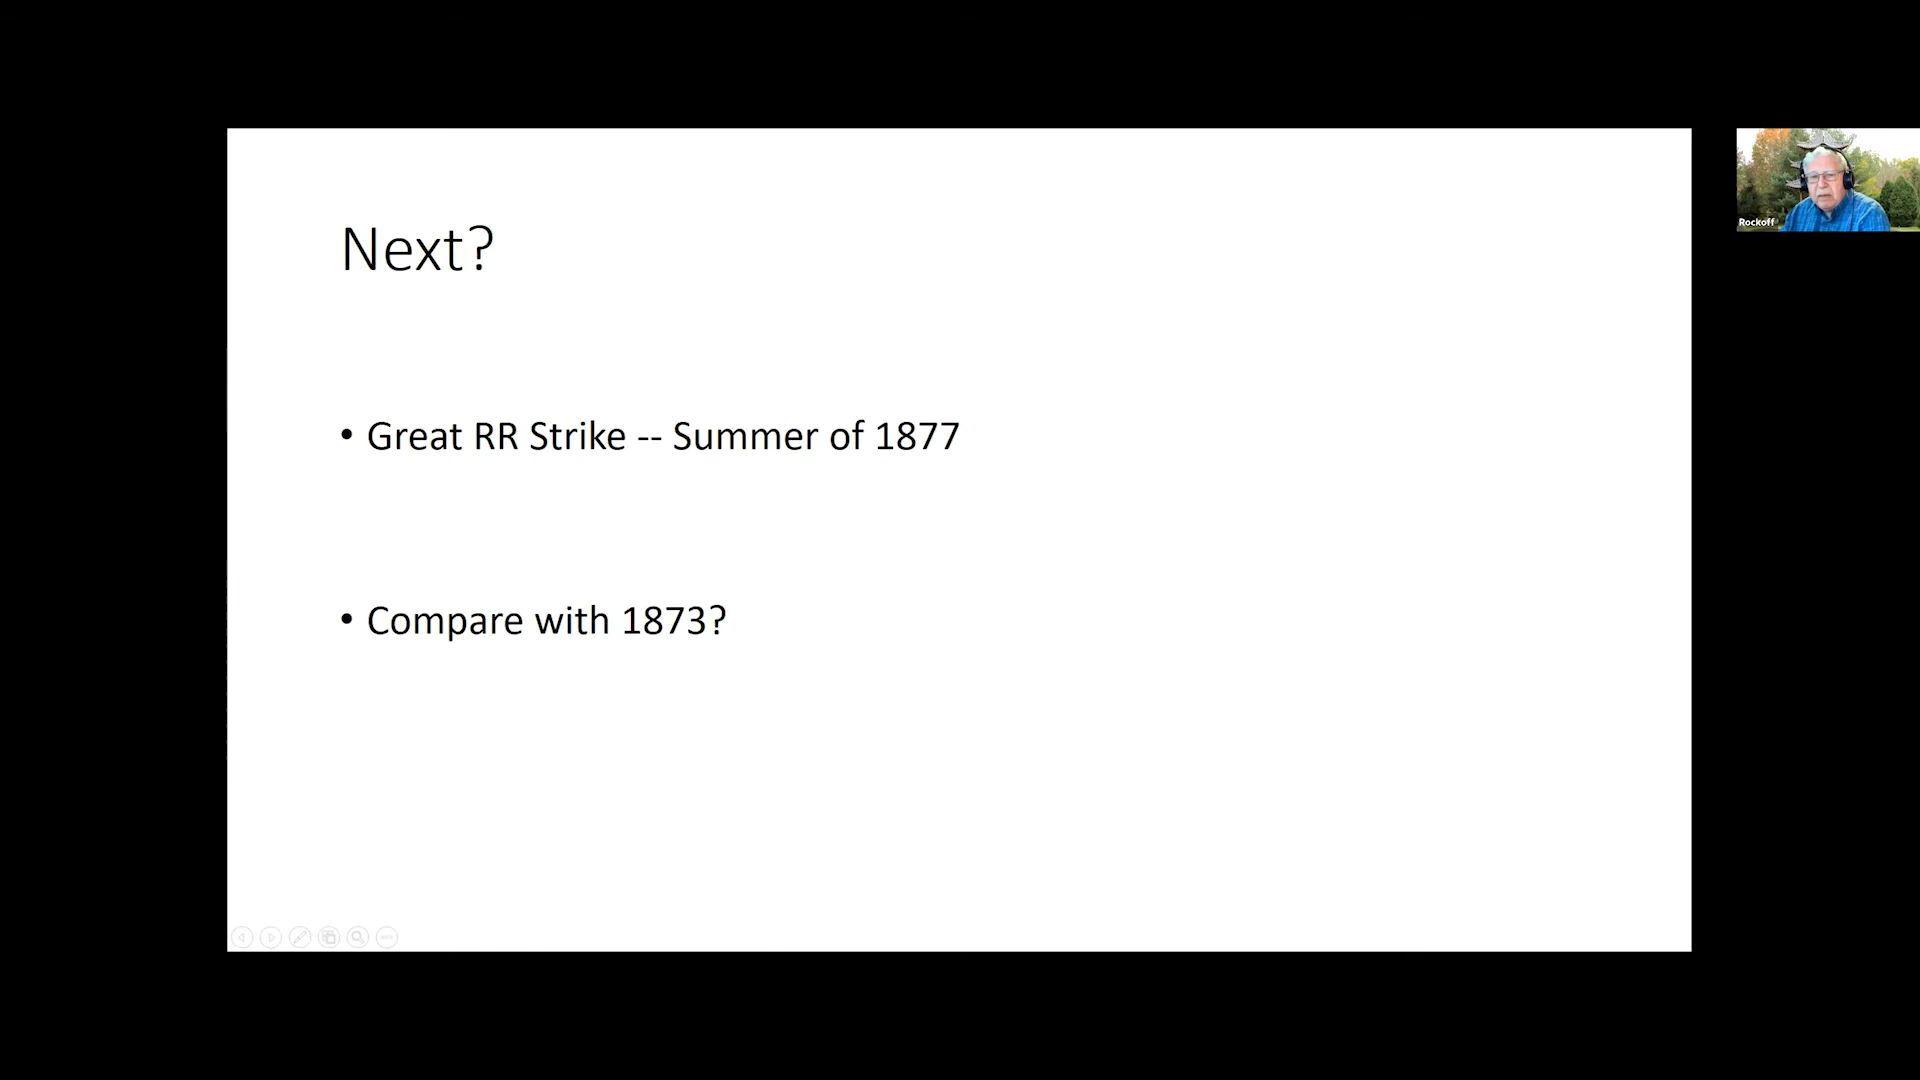 Next?
Rockoff
• Great RR Strike -- Summer of 1877
• Compare with 1873?